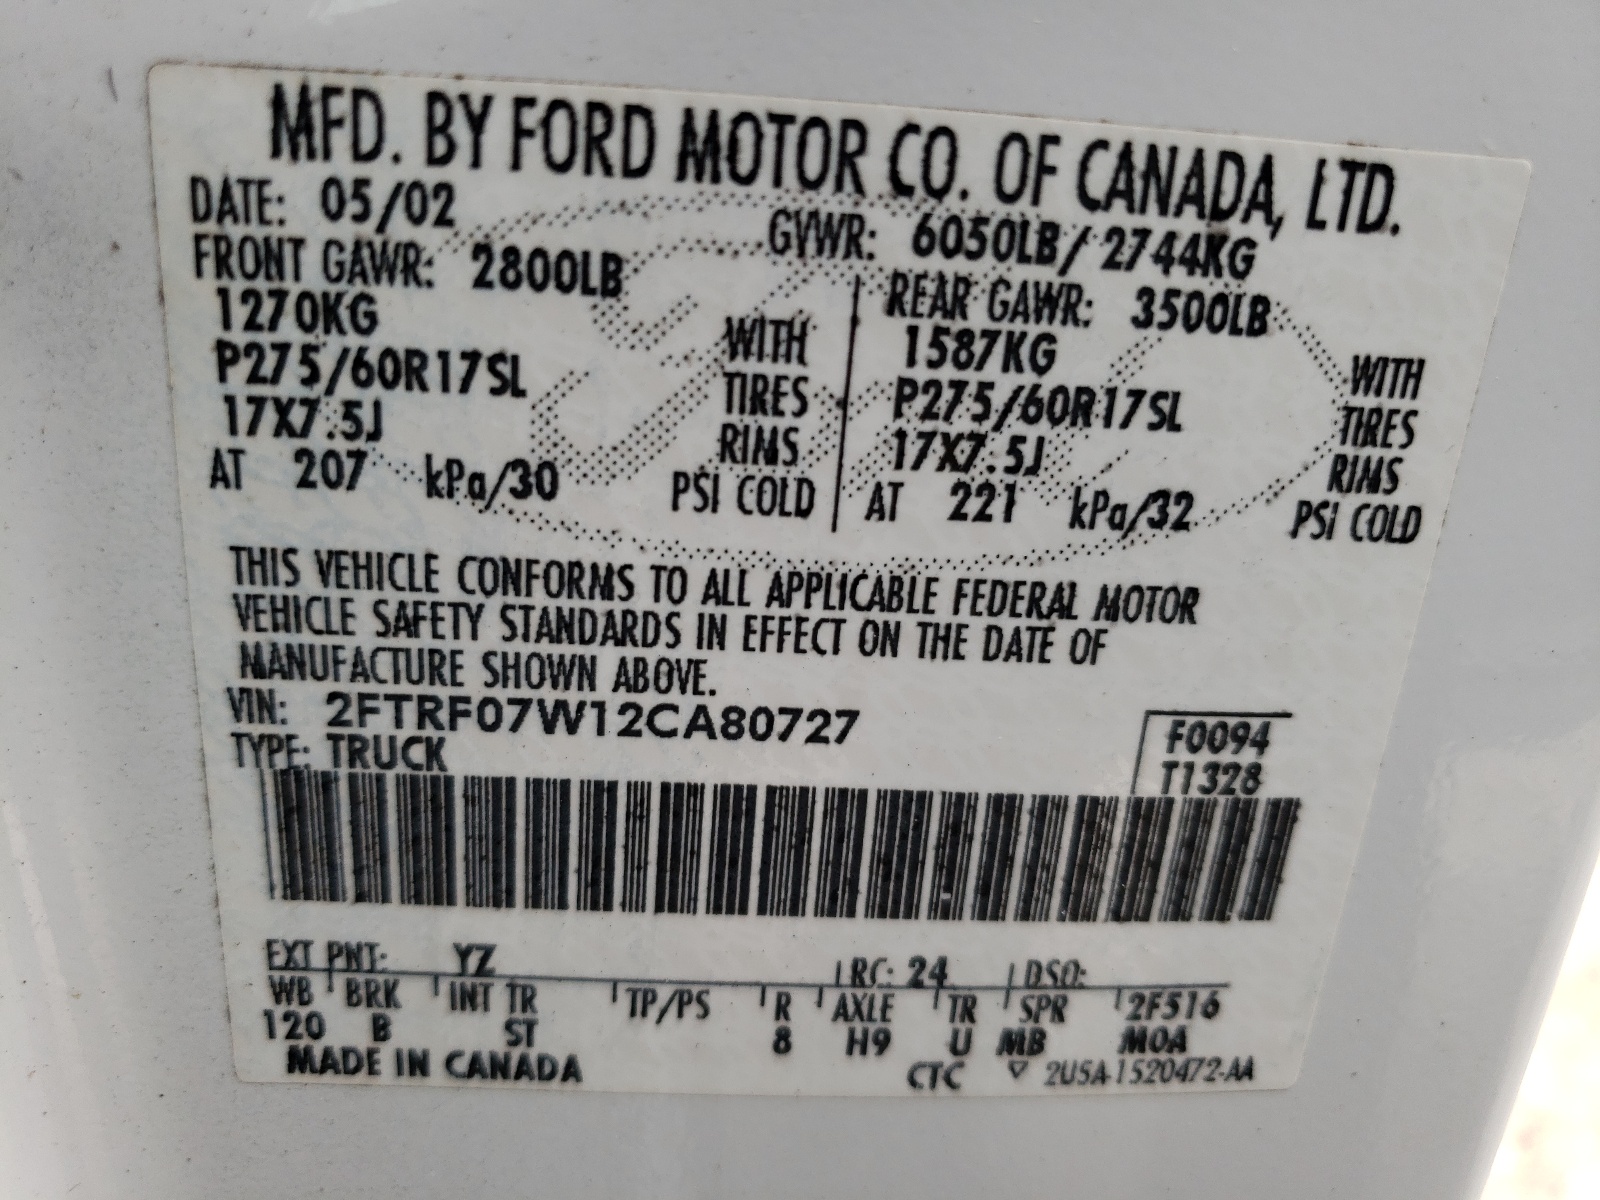 MFD. BY FORD MOTOR CO. OF CANADA, LTD.
DATE: 05/02 GVWR: 6050LB/ 2744KG
FRONT GAWR: 2800LB REAR GAWR: 3500LB
1270KG WITH 1587KG WITH
P275/60R17SL TIRES P275/60R17SL TIRES
17X7.5J RIMS 17X7.5J RIMS
AT 207 kPa/30 PSI COLD AT 221 kPa/32 PSI COLD
THIS VEHICLE CONFORMS TO ALL APPLICABLE FEDERAL MOTOR
VEHICLE SAFETY STANDARDS IN EFFECT ON THE DATE OF
MANUFACTURE SHOWN ABOVE.
VIN: 2FTRF07W12CA80727 F0094
TYPE: TRUCK T1328
EXT PNT: YZ RC: 24 DSO:
WB BRK INT TR TP/PS R AXLE TR SPR 2F516
120 B ST 8 H9 U MB MOA
MADE IN CANADA CTC ▽ 2U5A-1520472-AA